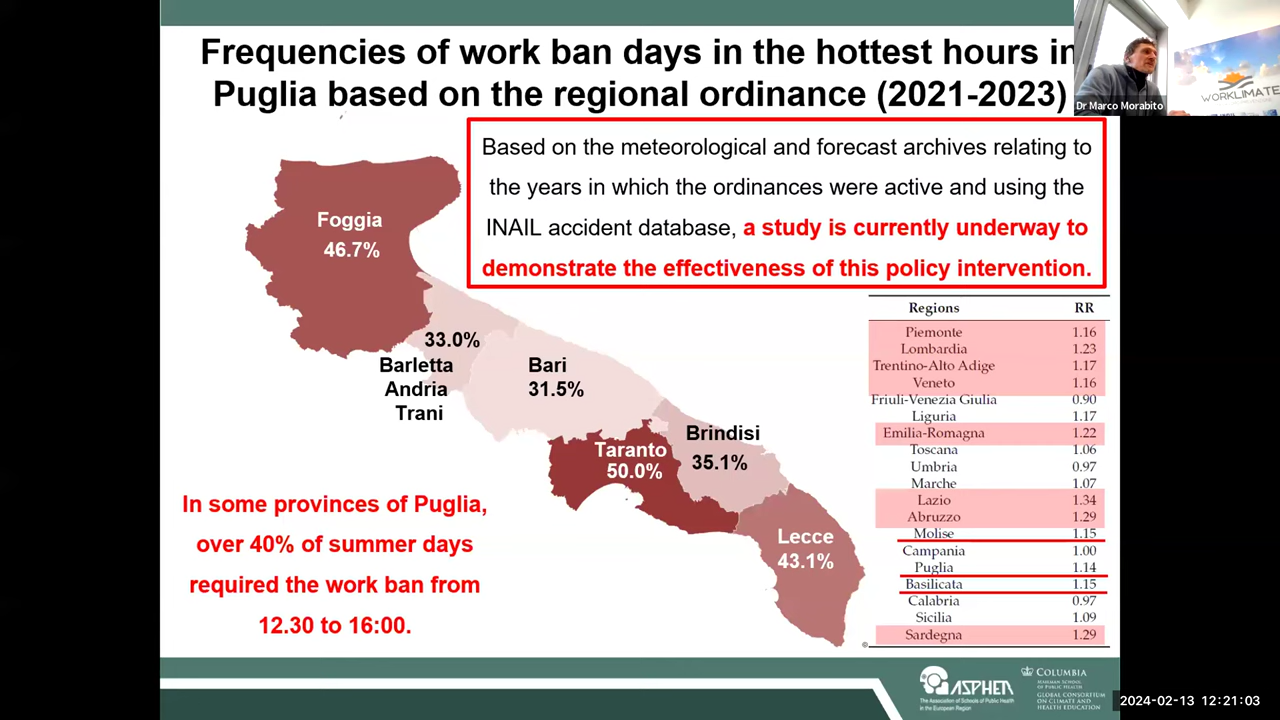 Frequencies of work ban days in the hottest hours in
Puglia based on the regional ordinance (2021-2023)
Dr Marco Morabito
WORKLIMATE
Based on the meteorological and forecast archives relating to
the years in which the ordinances were active and using the
INAIL accident database, a study is currently underway to
demonstrate the effectiveness of this policy intervention.
Foggia
46.7%
33.0%
Barletta
Andria
Trani
Bari
31.5%
Taranto
50.0%
Brindisi
35.1%
Lecce
43.1%
In some provinces of Puglia,
over 40% of summer days
required the work ban from
12.30 to 16:00.
Regions RR
Piemonte 1.16
Lombardia 1.23
Trentino-Alto Adige 1.17
Veneto 1.16
Friuli-Venezia Giulia 0.90
Liguria 1.17
Emilia-Romagna 1.22
Toscana 1.06
Umbria 0.97
Marche 1.07
Lazio 1.34
Abruzzo 1.29
Molise 1.15
Campania 1.00
Puglia 1.14
Basilicata 1.15
Calabria 0.97
Sicilia 1.09
Sardegna 1.29
©
ASPHER
The Association of Schools of Public Health
in the European Region
COLUMBIA
MAILMAN SCHOOL
OF PUBLIC HEALTH
GLOBAL CONSORTIUM
ON CLIMATE AND
HEALTH EDUCATION
2024-02-13 12:21:03